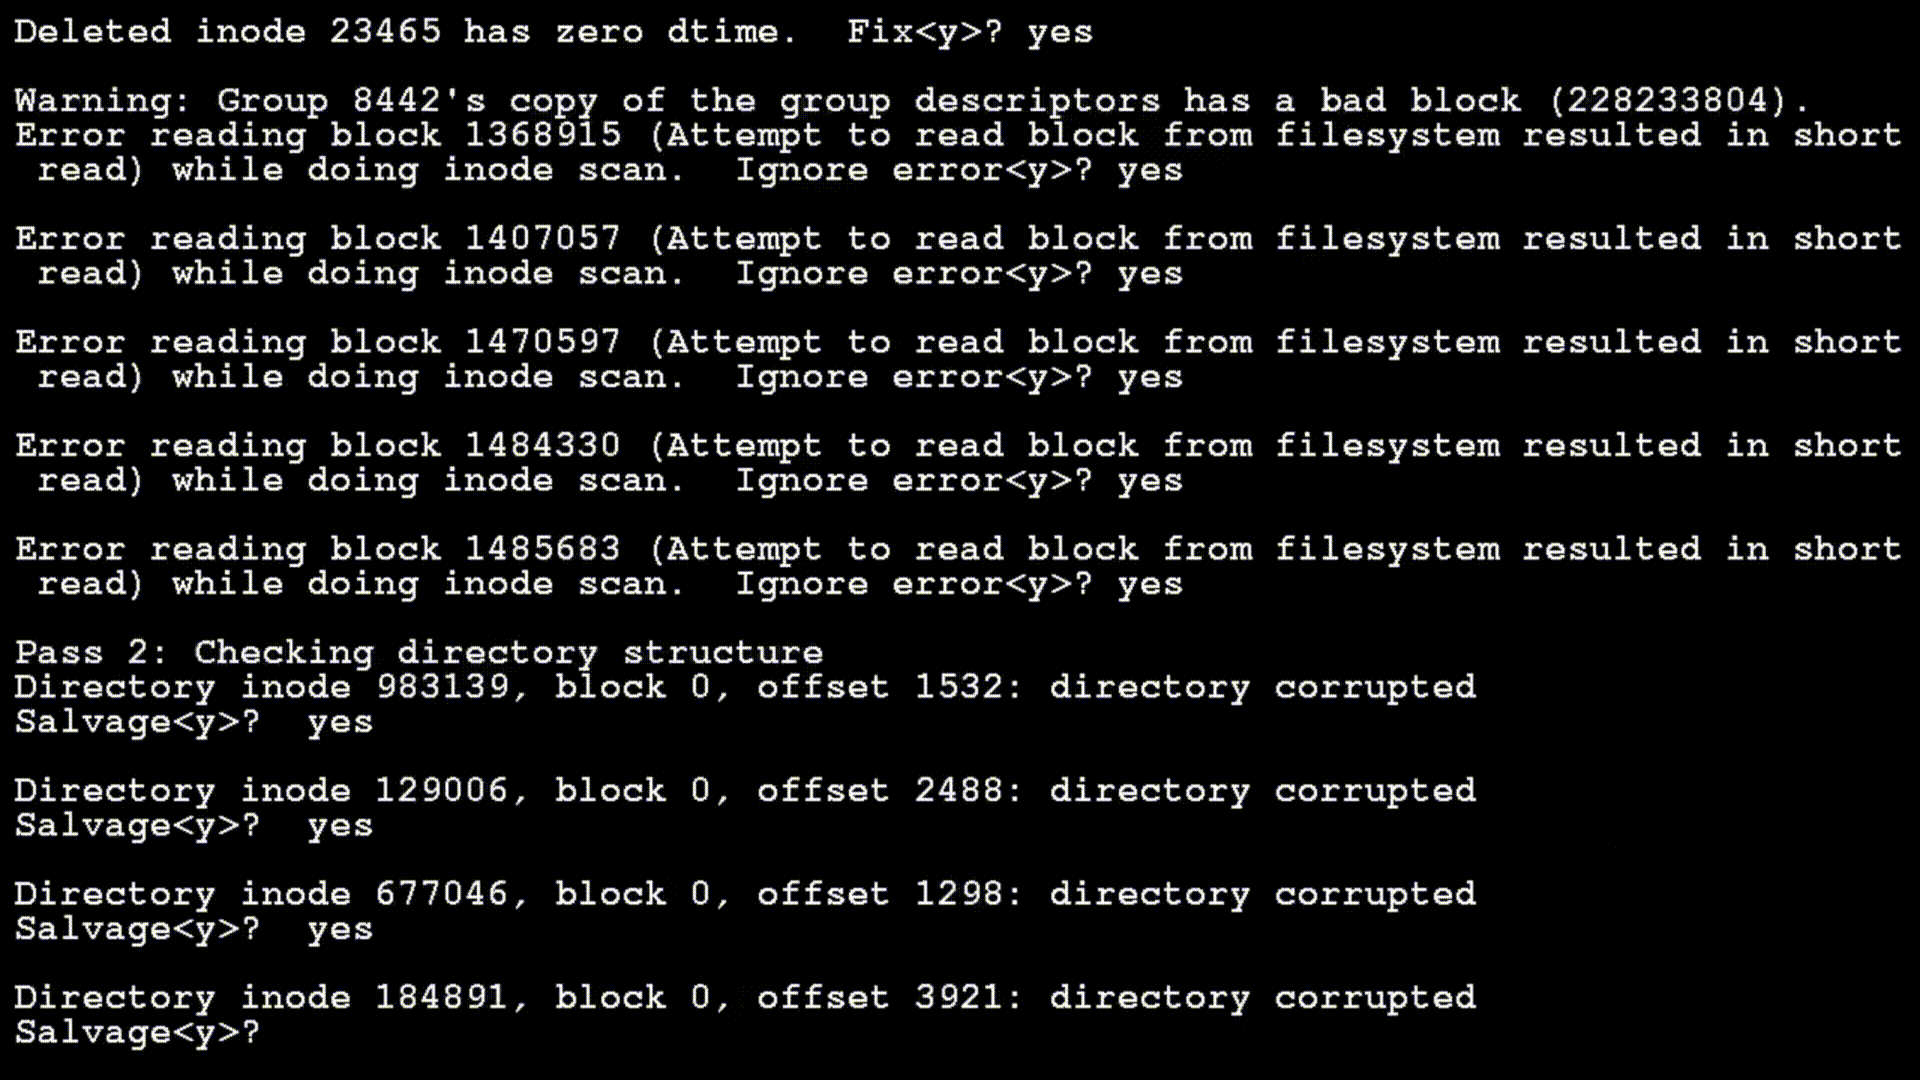 Deleted inode 23465 has zero dtime.  Fix<y>? yes
Warning: Group 8442's copy of the group descriptors has a bad block (228233804).
Error reading block 1368915 (Attempt to read block from filesystem resulted in short
 read) while doing inode scan.  Ignore error<y>? yes
Error reading block 1407057 (Attempt to read block from filesystem resulted in short
 read) while doing inode scan.  Ignore error<y>? yes
Error reading block 1470597 (Attempt to read block from filesystem resulted in short
 read) while doing inode scan.  Ignore error<y>? yes
Error reading block 1484330 (Attempt to read block from filesystem resulted in short
 read) while doing inode scan.  Ignore error<y>? yes
Error reading block 1485683 (Attempt to read block from filesystem resulted in short
 read) while doing inode scan.  Ignore error<y>? yes
Pass 2: Checking directory structure
Directory inode 983139, block 0, offset 1532: directory corrupted
Salvage<y>?  yes
Directory inode 129006, block 0, offset 2488: directory corrupted
Salvage<y>?  yes
Directory inode 677046, block 0, offset 1298: directory corrupted
Salvage<y>?  yes
Directory inode 184891, block 0, offset 3921: directory corrupted
Salvage<y>?